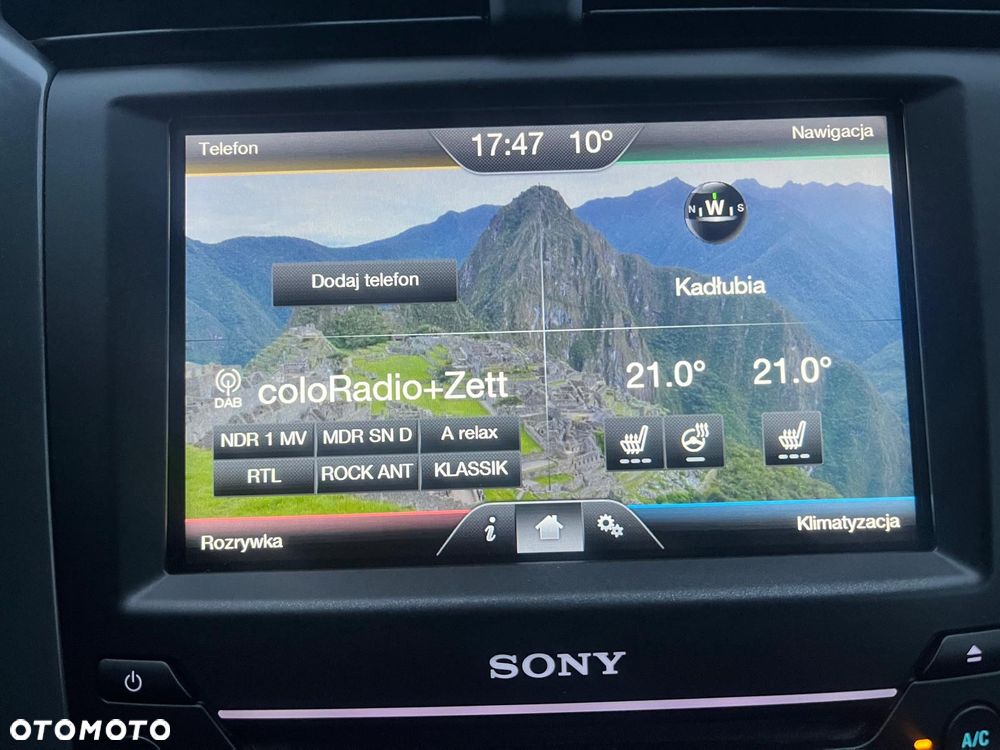 Telefon
17:47 10°
Nawigacja
N W S
Dodaj telefon
Kadłubia
DAB
coloRadio+Zett
21.0° 21.0°
NDR 1 MV MDR SN D A relax
RTL ROCK ANT KLASSIK
Rozrywka
i
Klimatyzacja
SONY
OTOMOTO
A/C